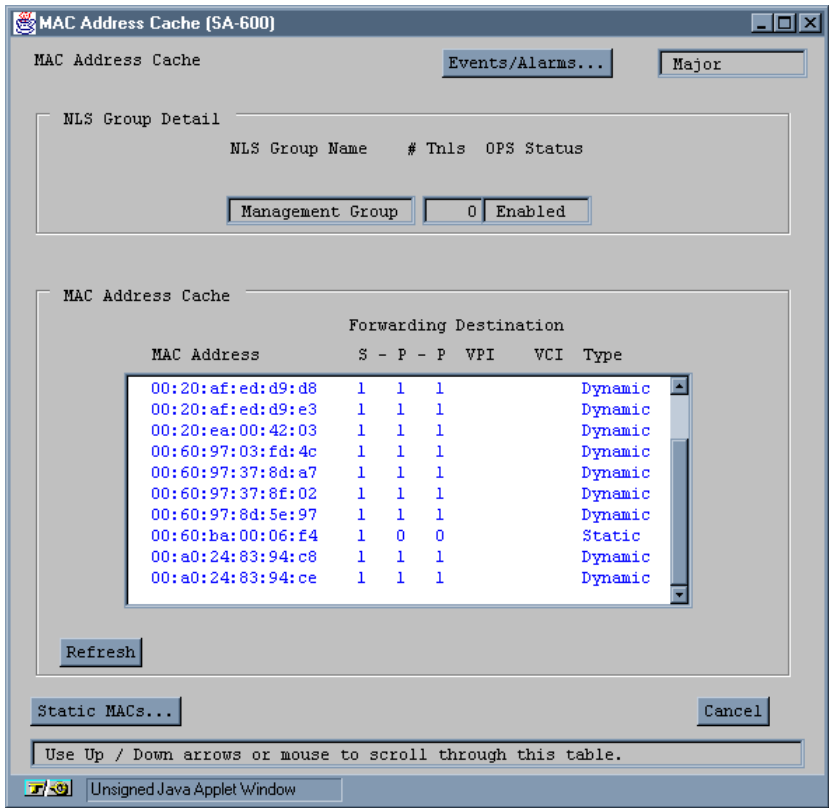 MAC Address Cache (SA-600)
MAC Address Cache Events/Alarms... Major
NLS Group Detail
NLS Group Name # Tnls OPS Status
Management Group 0 Enabled
MAC Address Cache
Forwarding Destination
MAC Address S - P - P VPI VCI Type
00:20:af:ed:d9:d8 1 1 1 Dynamic
00:20:af:ed:d9:e3 1 1 1 Dynamic
00:20:ea:00:42:03 1 1 1 Dynamic
00:60:97:03:fd:4c 1 1 1 Dynamic
00:60:97:37:8d:a7 1 1 1 Dynamic
00:60:97:37:8f:02 1 1 1 Dynamic
00:60:97:8d:5e:97 1 1 1 Dynamic
00:60:ba:00:06:f4 1 0 0 Static
00:a0:24:83:94:c8 1 1 1 Dynamic
00:a0:24:83:94:ce 1 1 1 Dynamic
Refresh
Static MACs... Cancel
Use Up / Down arrows or mouse to scroll through this table.
Unsigned Java Applet Window